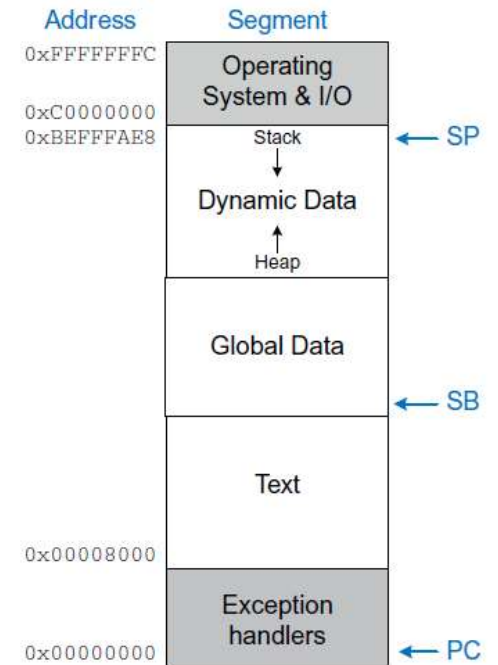 Address Segment
0xFFFFFFFC
Operating
System & I/O
0xC0000000
0xBEFFFAE8
Stack
SP
Dynamic Data
Heap
Global Data
SB
Text
0x00008000
Exception
handlers
0x00000000
PC